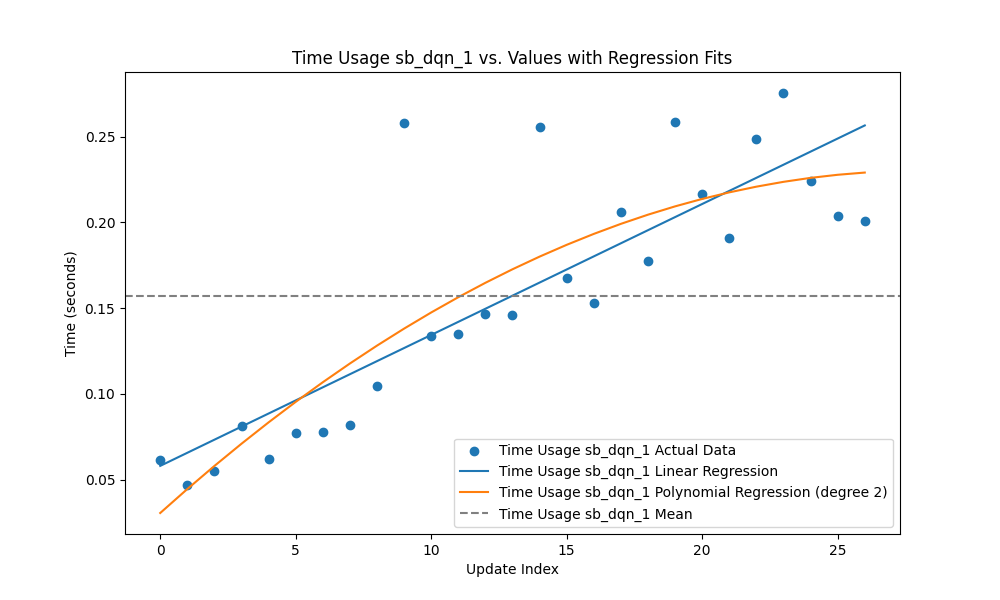 Time Usage sb_dqn_1 vs. Values with Regression Fits
0.25
0.20
0.15
0.10
0.05
Time (seconds)
Time Usage sb_dqn_1 Actual Data
Time Usage sb_dqn_1 Linear Regression
Time Usage sb_dqn_1 Polynomial Regression (degree 2)
Time Usage sb_dqn_1 Mean
0 5 10 15 20 25
Update Index